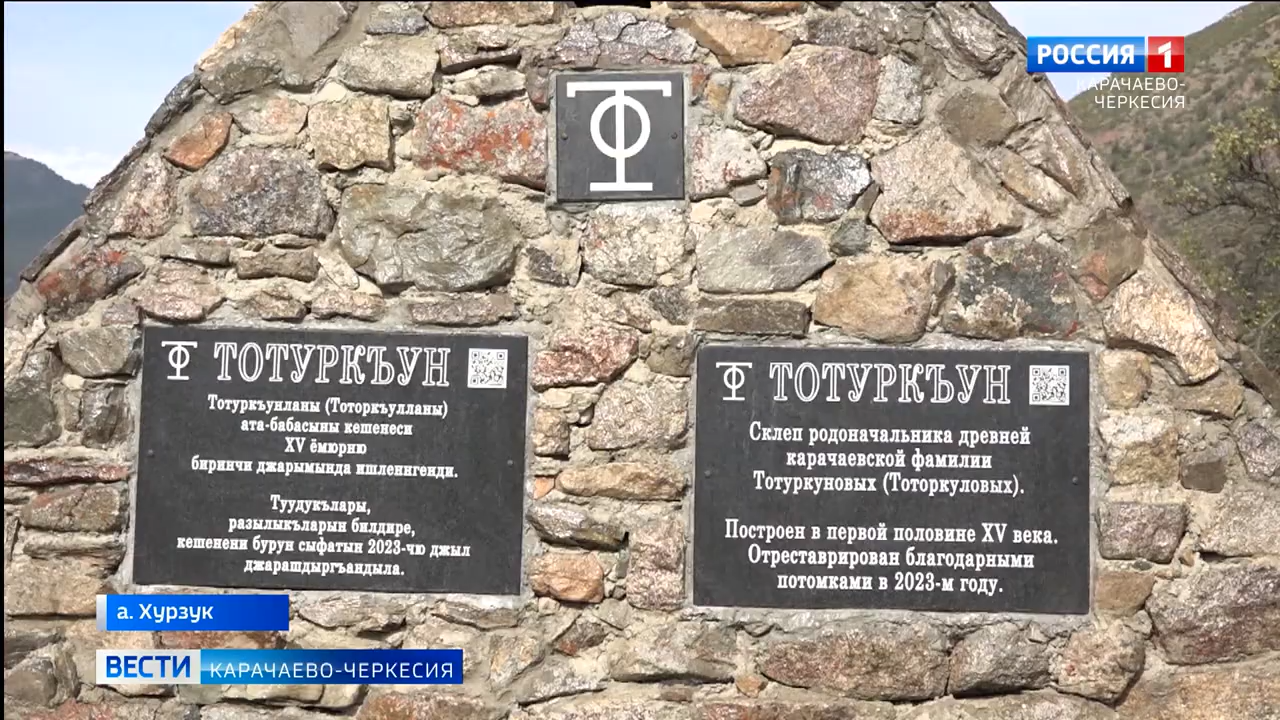 РОССИЯ 1
КАРАЧАЕВО-
ЧЕРКЕСИЯ
ТОТУРКЪУН
Тотуркъунланы (Тоторкъулланы)
ата-бабасыны кешенеси
XV ёмюрню
биринчи джарымында ишленнгенди.
Туудукълары,
разылыкъларын билдире,
кешенени бурун сыфатын 2023-чю джыл
джарашдыргъандыла.
ТОТУРКЪУН
Склеп родоначальника древней
карачаевской фамилии
Тотуркуновых (Тоторкуловых).
Построен в первой половине XV века.
Отреставрирован благодарными
потомками в 2023-м году.
а. Хурзук
ВЕСТИ КАРАЧАЕВО-ЧЕРКЕСИЯ